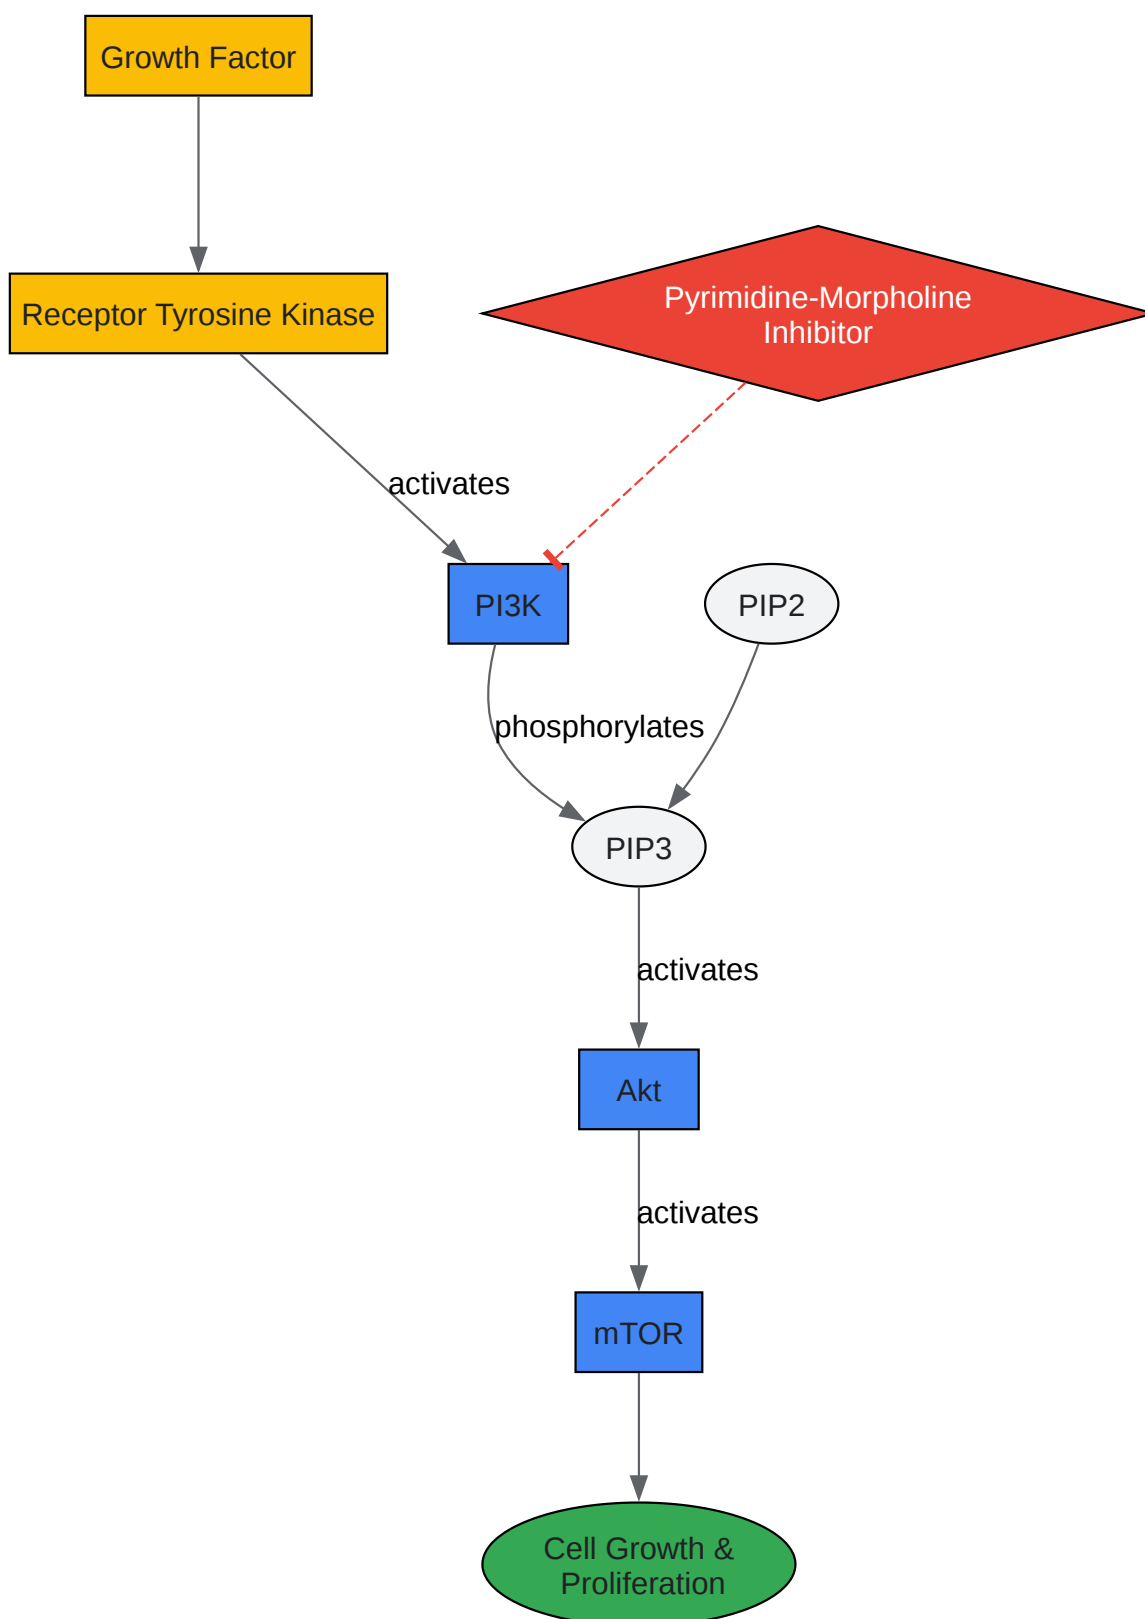 Growth Factor
Receptor Tyrosine Kinase
Pyrimidine-Morpholine
Inhibitor
activates
PI3K
PIP2
phosphorylates
PIP3
activates
Akt
activates
mTOR
Cell Growth &
Proliferation